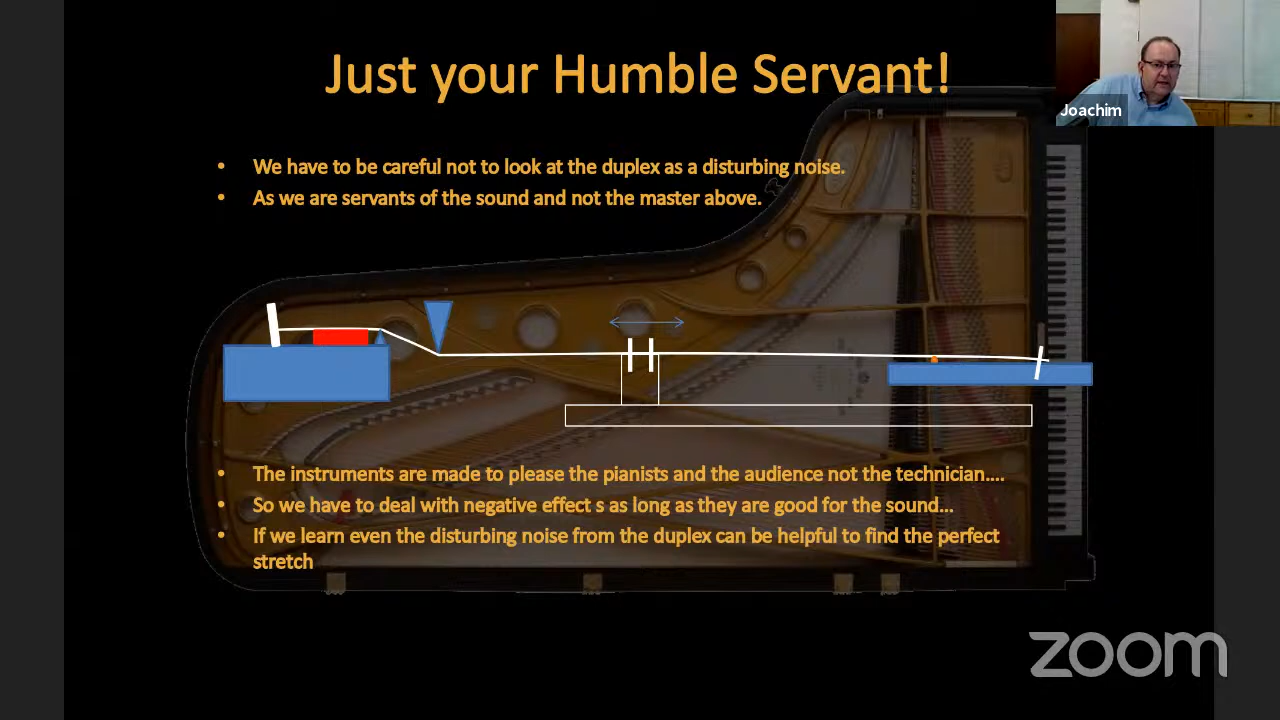 Just your Humble Servant!
Joachim
• We have to be careful not to look at the duplex as a disturbing noise.
• As we are servants of the sound and not the master above.
• The instruments are made to please the pianists and the audience not the technician....
• So we have to deal with negative effect s as long as they are good for the sound...
• If we learn even the disturbing noise from the duplex can be helpful to find the perfect
stretch
zoom